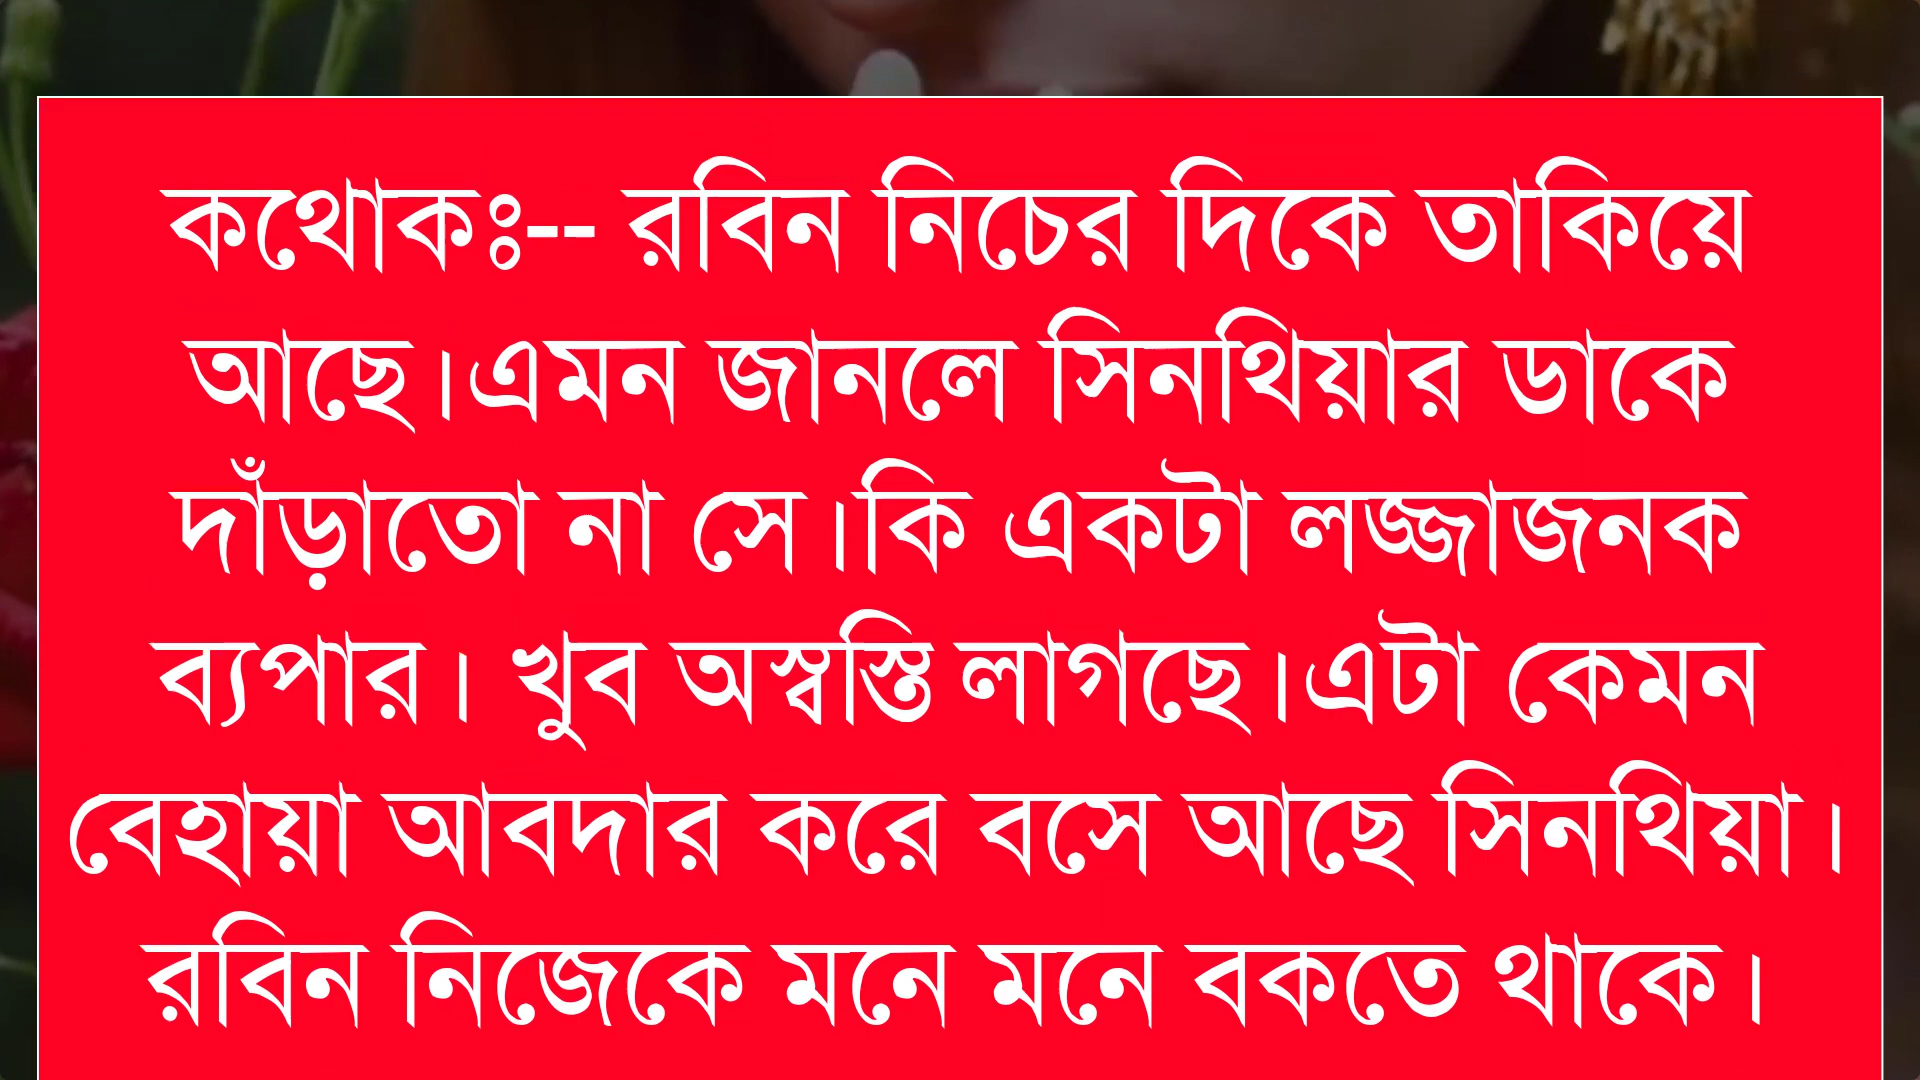 কথোকঃ-- রবিন নিচের দিকে তাকিয়ে
আছে।এমন জানলে সিনথিয়ার ডাকে
দাঁড়াতো না সে।কি একটা লজ্জাজনক
ব্যপার। খুব অস্বস্তি লাগছে।এটা কেমন
বেহায়া আবদার করে বসে আছে সিনথিয়া।
রবিন নিজেকে মনে মনে বকতে থাকে।